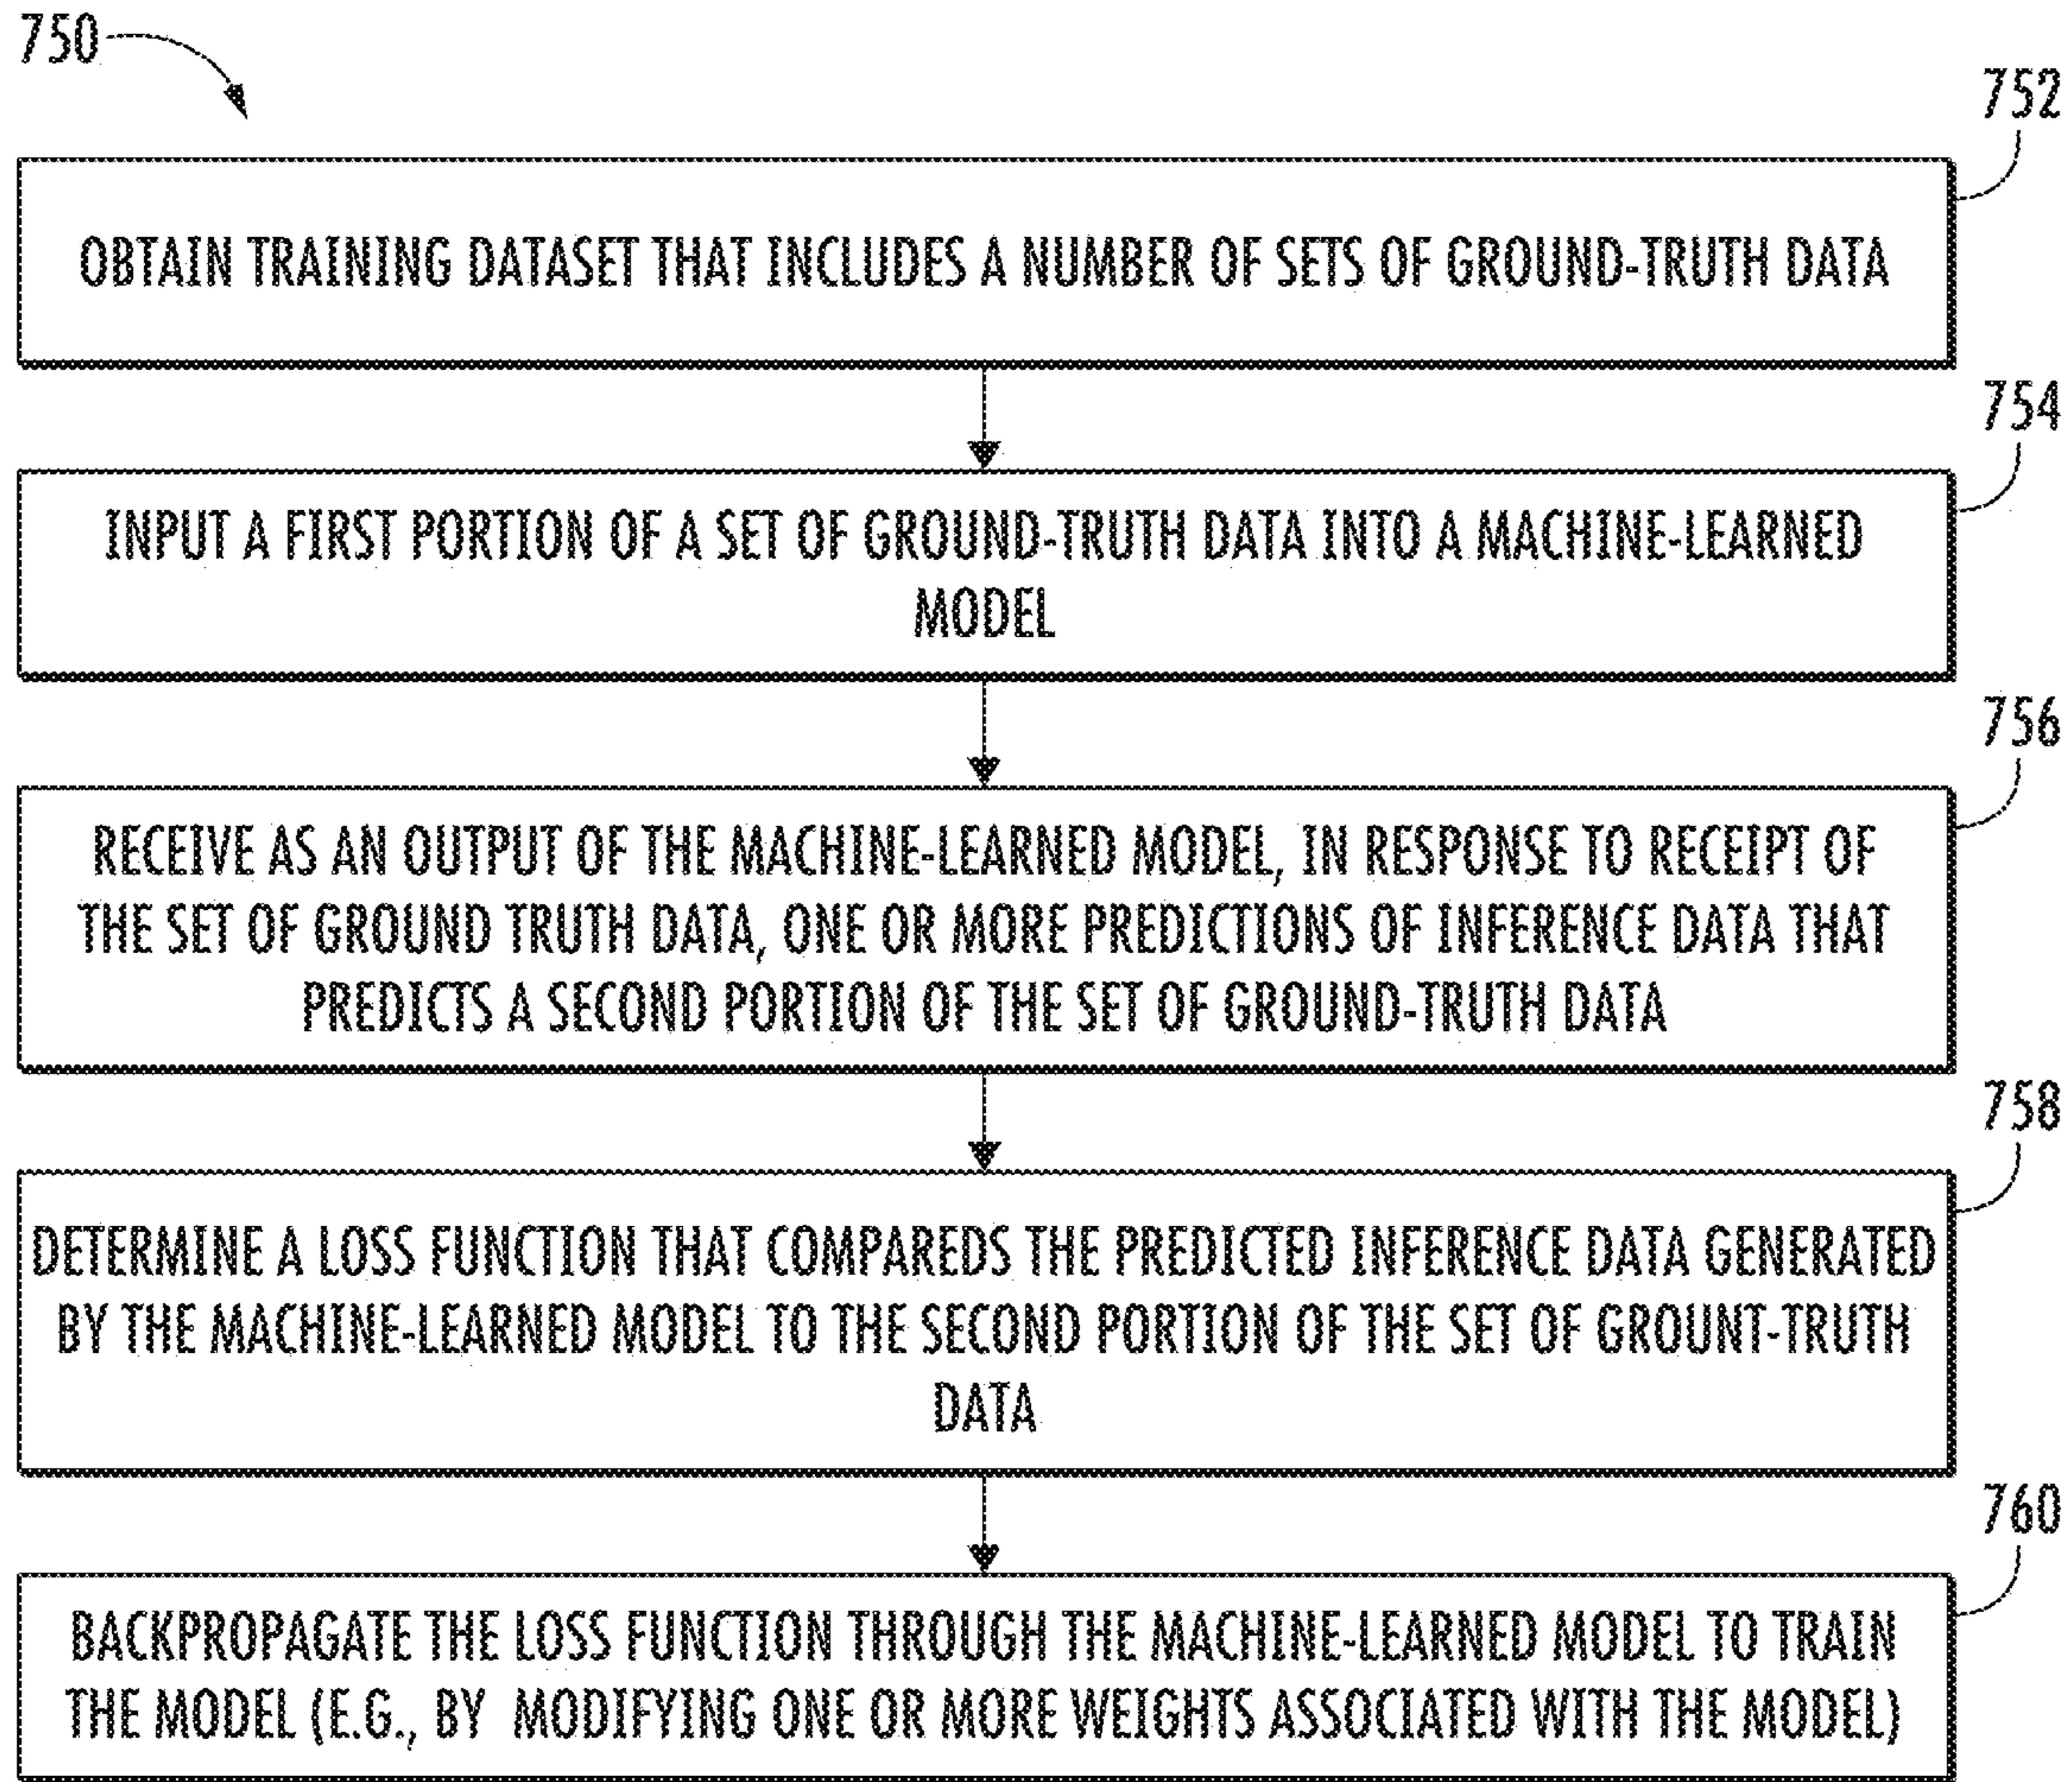 750
752
OBTAIN TRAINING DATASET THAT INCLUDES A NUMBER OF SETS OF GROUND-TRUTH DATA
754
INPUT A FIRST PORTION OF A SET OF GROUND-TRUTH DATA INTO A MACHINE-LEARNED
MODEL
756
RECEIVE AS AN OUTPUT OF THE MACHINE-LEARNED MODEL, IN RESPONSE TO RECEIPT OF
THE SET OF GROUND TRUTH DATA, ONE OR MORE PREDICTIONS OF INFERENCE DATA THAT
PREDICTS A SECOND PORTION OF THE SET OF GROUND-TRUTH DATA
758
DETERMINE A LOSS FUNCTION THAT COMPAREDS THE PREDICTED INFERENCE DATA GENERATED
BY THE MACHINE-LEARNED MODEL TO THE SECOND PORTION OF THE SET OF GROUNT-TRUTH
DATA
760
BACKPROPAGATE THE LOSS FUNCTION THROUGH THE MACHINE-LEARNED MODEL TO TRAIN
THE MODEL (E.G., BY MODIFYING ONE OR MORE WEIGHTS ASSOCIATED WITH THE MODEL)